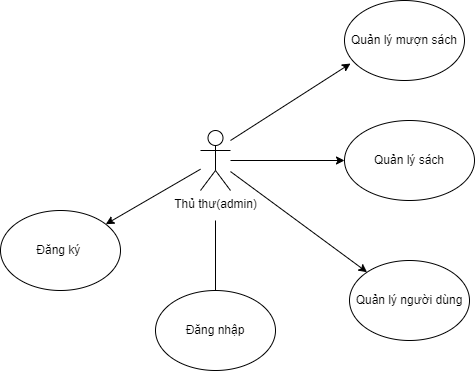 Quản lý mượn sách
Quản lý sách
Thủ thư(admin)
Đăng ký
Quản lý người dùng
Đăng nhập